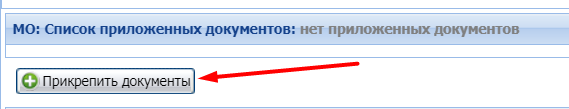 МО: Список приложенных документов: нет приложенных документов
Прикрепить документы